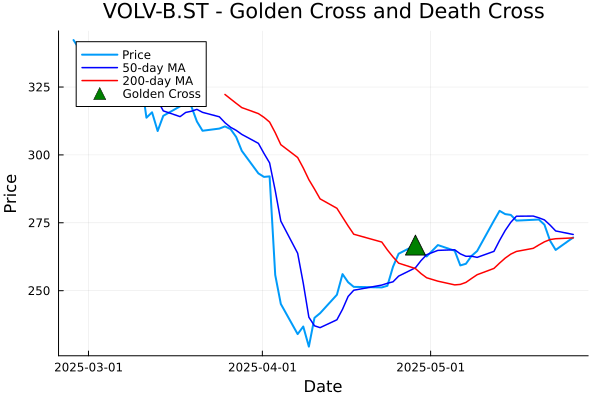 VOLV-B.ST - Golden Cross and Death Cross
Price
50-day MA
200-day MA
Golden Cross
325
300
275
250
Price
2025-03-01
2025-04-01
2025-05-01
Date